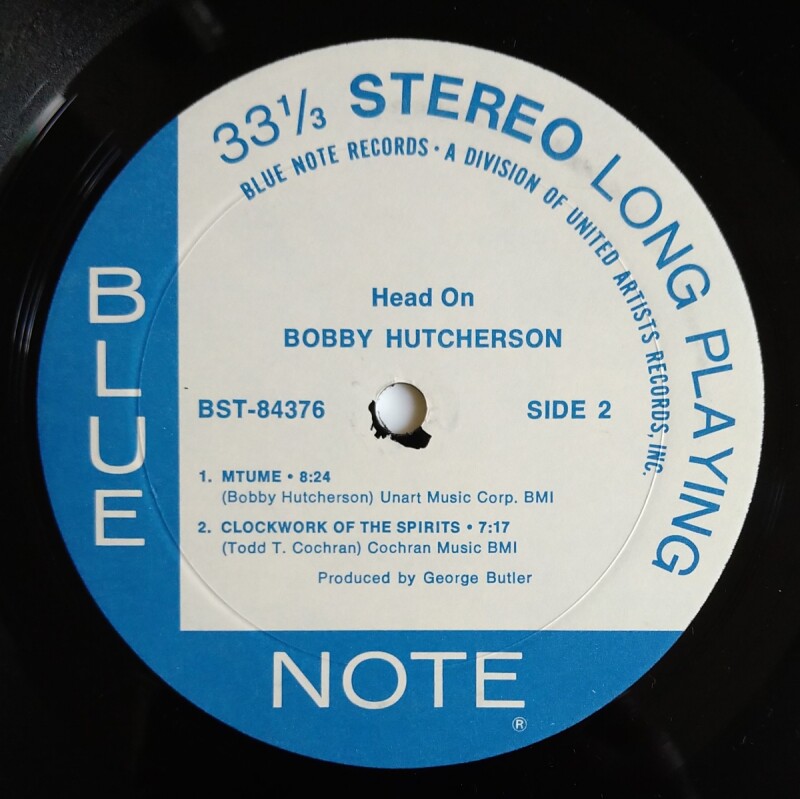 33⅓ STEREO LONG PLAYING
BLUE NOTE RECORDS • A DIVISION OF UNITED ARTISTS RECORDS, INC.
Head On
BOBBY HUTCHERSON
BST-84376
SIDE 2
1. MTUME • 8:24
(Bobby Hutcherson) Unart Music Corp. BMI
2. CLOCKWORK OF THE SPIRITS • 7:17
(Todd T. Cochran) Cochran Music BMI
Produced by George Butler
BLUE
NOTE
®